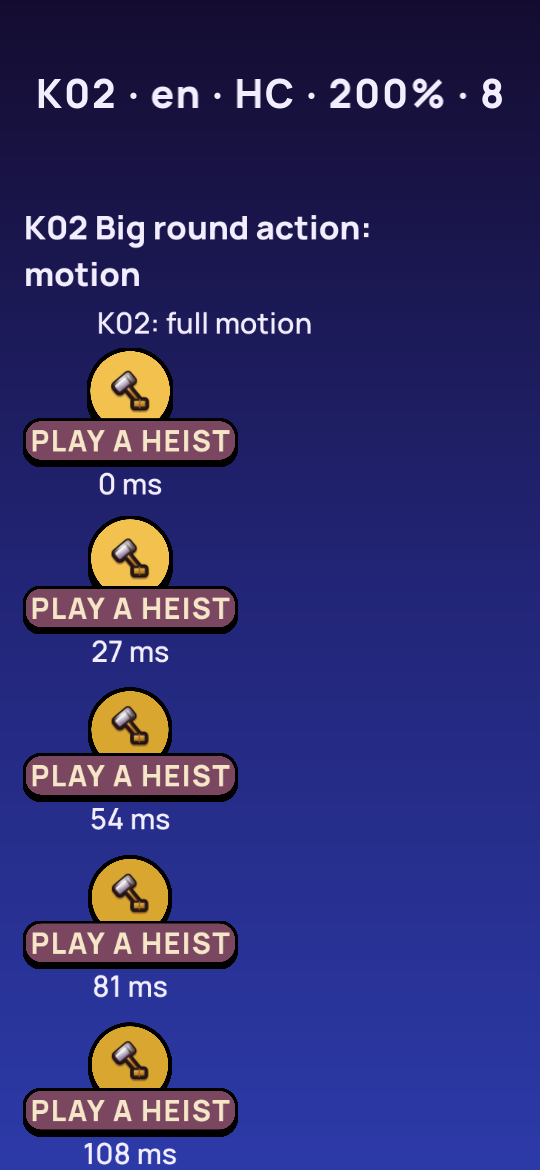 K02 · en · HC · 200% · 8
K02 Big round action:
motion
K02: full motion
PLAY A HEIST
0 ms
PLAY A HEIST
27 ms
PLAY A HEIST
54 ms
PLAY A HEIST
81 ms
PLAY A HEIST
108 ms